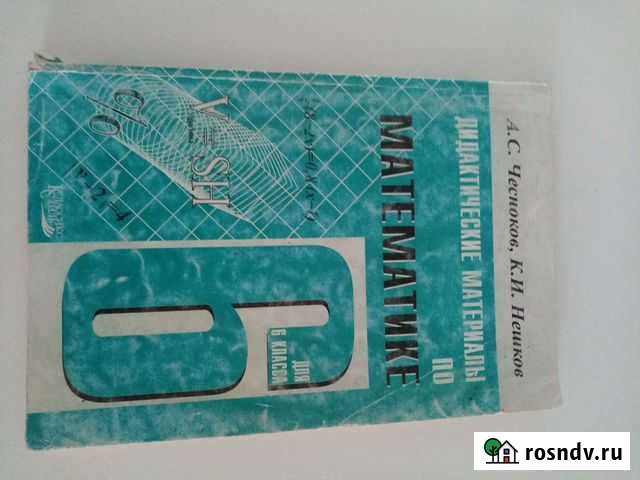 А.С. Чесноков, К.И. Нешков
ДИДАКТИЧЕСКИЕ МАТЕРИАЛЫ
ПО
МАТЕМАТИКЕ
V=SH
%
6
ДЛЯ
6 КЛАССА
rosndv.ru